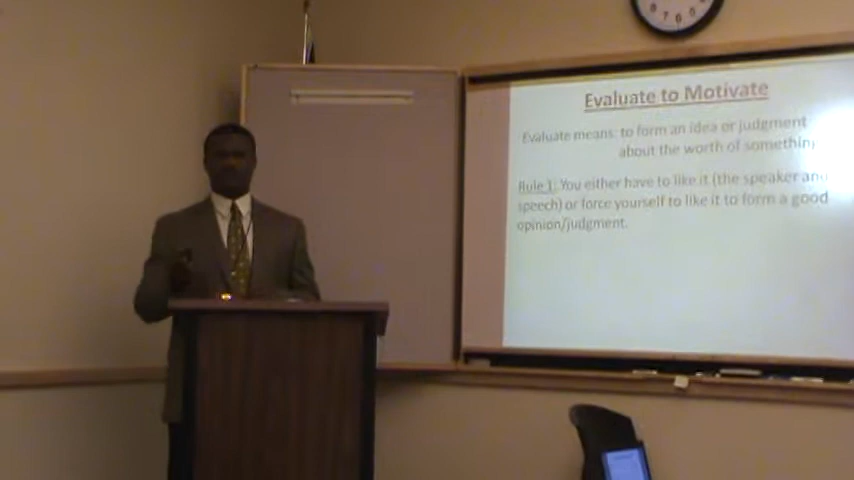 Evaluate to Motivate
Evaluate means: to form an idea or judgment
about the worth of somethin
Rule 1: You either have to like it (the speaker and
speech) or force yourself to like it to form a good
opinion/judgment.